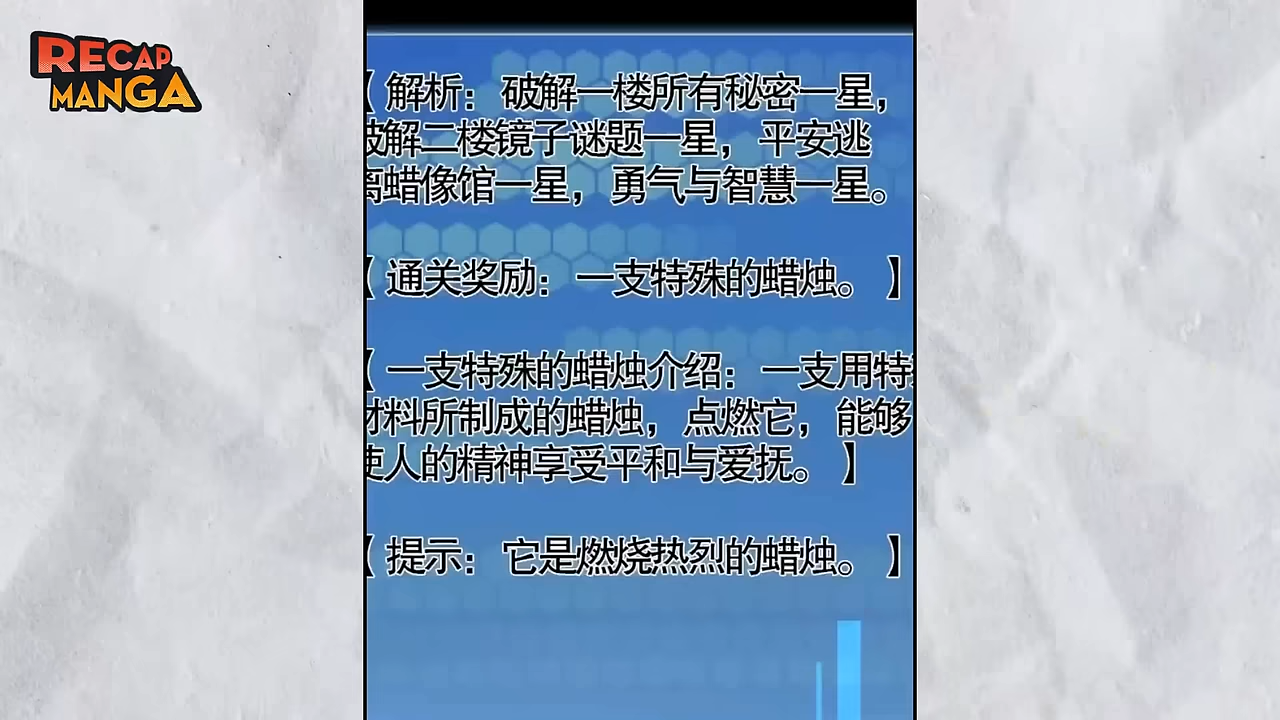 RECAP
MANGA
【 解析：破解一楼所有秘密一星，
破解二楼镜子谜题一星，平安逃
离蜡像馆一星，勇气与智慧一星。
【 通关奖励：一支特殊的蜡烛。 】
【 一支特殊的蜡烛介绍：一支用特殊
材料所制成的蜡烛，点燃它，能够
使人的精神享受平和与爱抚。 】
【 提示：它是燃烧热烈的蜡烛。 】